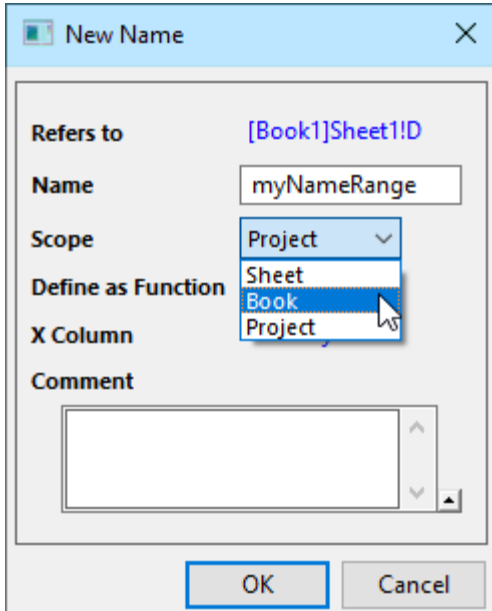 New Name
Refers to [Book1]Sheet1!D
Name myNameRange
Scope Project
Sheet
Define as Function
Book
X Column
Project
Comment
OK Cancel